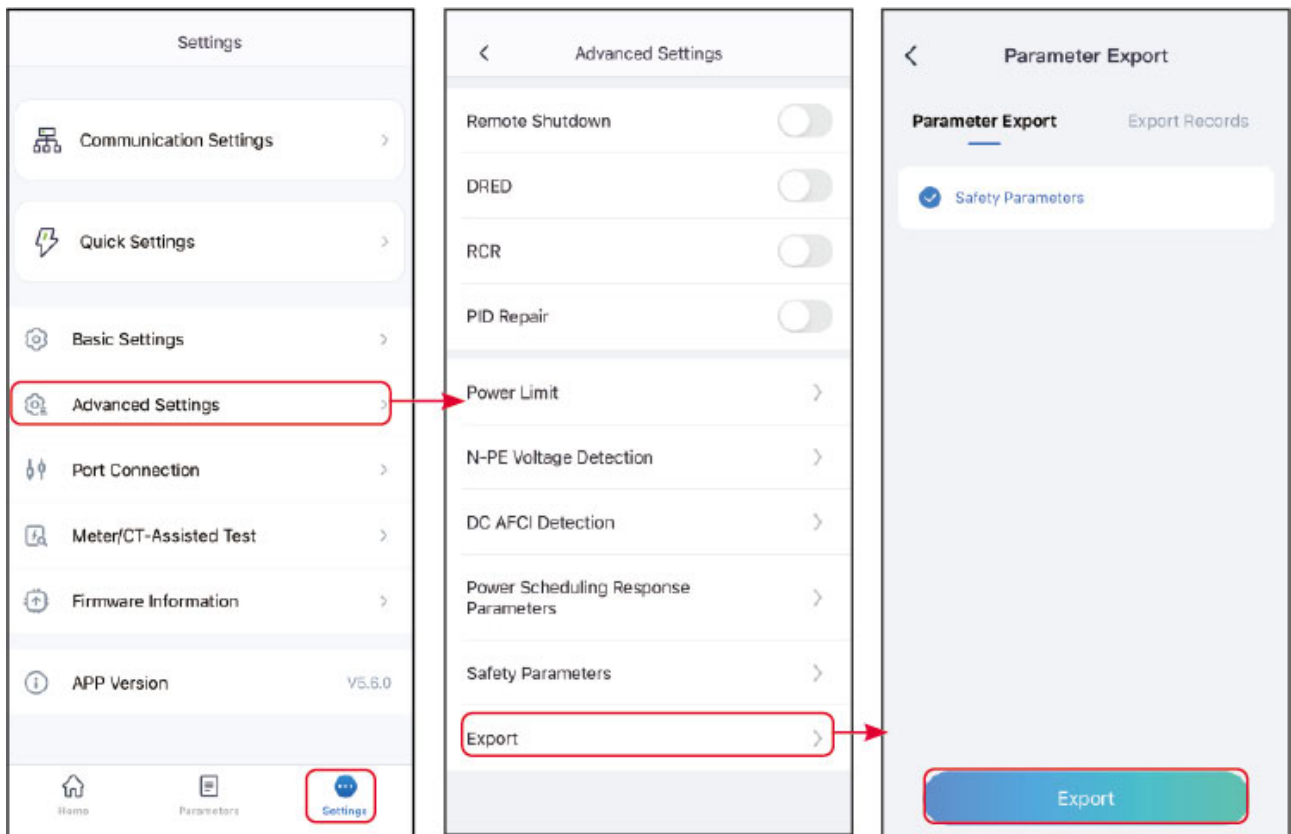 Settings
Communication Settings
Quick Settings
Basic Settings
Advanced Settings
Port Connection
Meter/CT-Assisted Test
Firmware Information
APP Version V5.6.0
Home Parameters Settings
Advanced Settings
Remote Shutdown
DRED
RCR
PID Repair
Power Limit
N-PE Voltage Detection
DC AFCI Detection
Power Scheduling Response
Parameters
Safety Parameters
Export
Parameter Export
Parameter Export Export Records
Safety Parameters
Export